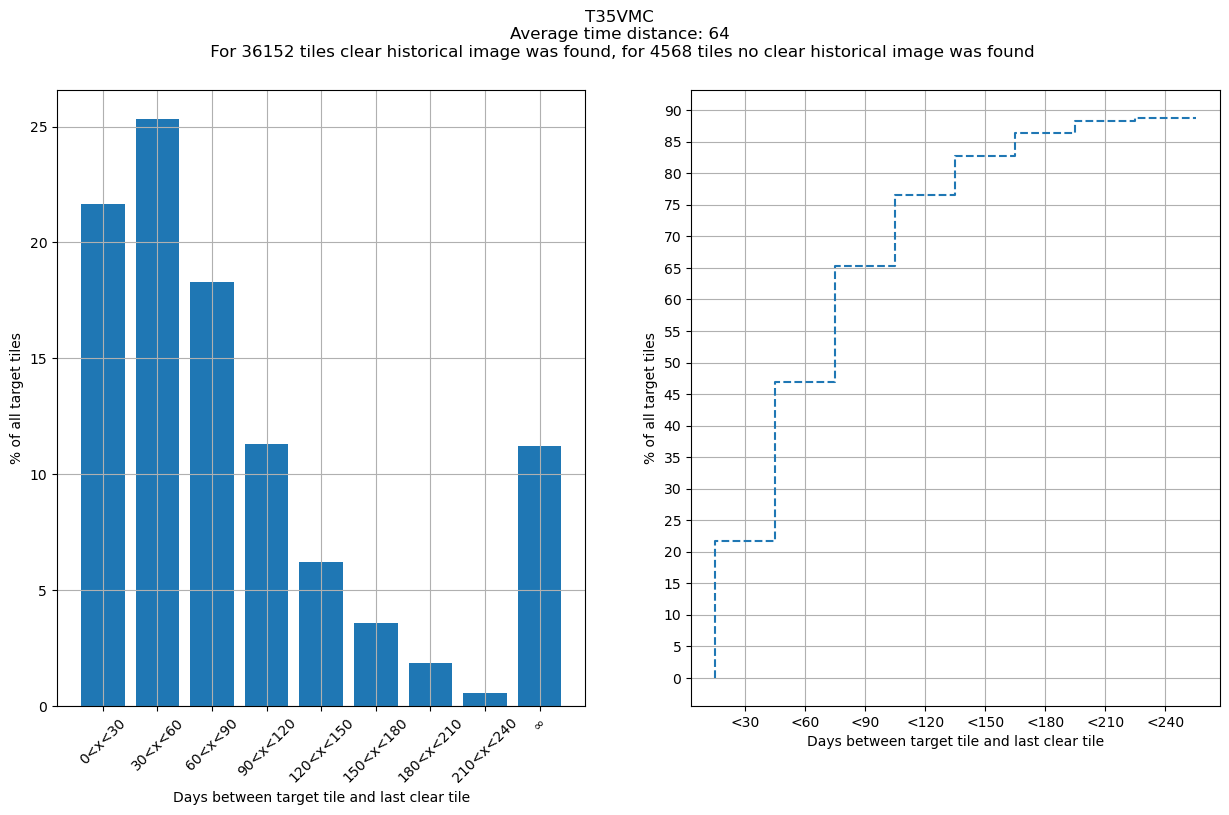 T35VMC
Average time distance: 64
For 36152 tiles clear historical image was found, for 4568 tiles no clear historical image was found
% of all target tiles
25
20
15
10
5
0
0<x<30
30<x<60
60<x<90
90<x<120
120<x<150
150<x<180
180<x<210
210<x<240
∞
Days between target tile and last clear tile
% of all target tiles
90
85
80
75
70
65
60
55
50
45
40
35
30
25
20
15
10
5
0
<30
<60
<90
<120
<150
<180
<210
<240
Days between target tile and last clear tile